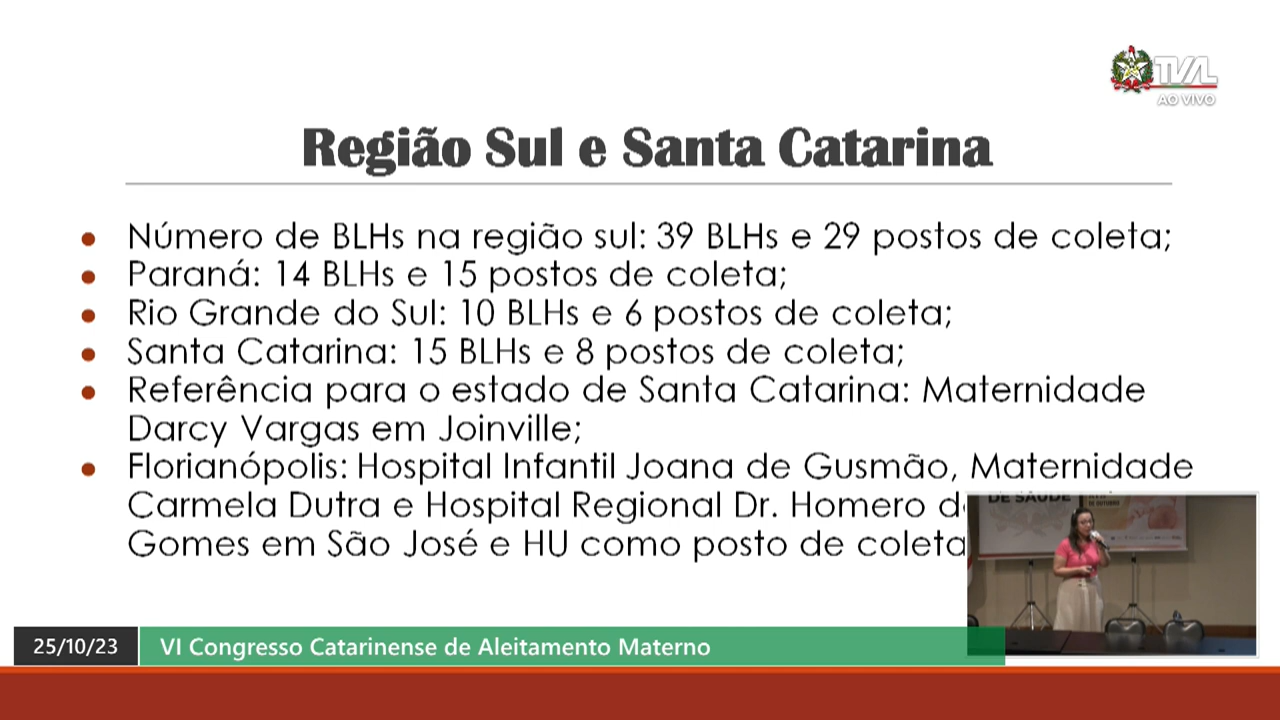 TVAL
AO VIVO
Região Sul e Santa Catarina
● Número de BLHs na região sul: 39 BLHs e 29 postos de coleta;
● Paraná: 14 BLHs e 15 postos de coleta;
● Rio Grande do Sul: 10 BLHs e 6 postos de coleta;
● Santa Catarina: 15 BLHs e 8 postos de coleta;
● Referência para o estado de Santa Catarina: Maternidade
Darcy Vargas em Joinville;
● Florianópolis: Hospital Infantil Joana de Gusmão, Maternidade
Carmela Dutra e Hospital Regional Dr. Homero
Gomes em São José e HU como posto de coleta
DE SAÚDE
DE OUTUBRO
25/10/23
VI Congresso Catarinense de Aleitamento Materno